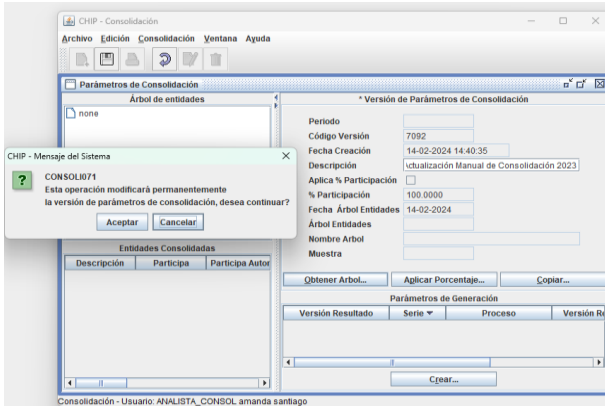 CHIP - Consolidación
Archivo Edición Consolidación Ventana Ayuda
Parámetros de Consolidación
Árbol de entidades
none
* Versión de Parámetros de Consolidación
Periodo
Código Versión 7092
Fecha Creación 14-02-2024 14:40:35
Descripción \ctualización Manual de Consolidación 2023
Aplica % Participación
% Participación 100.0000
Fecha Árbol Entidades 14-02-2024
Árbol Entidades
Nombre Arbol
Muestra
CHIP - Mensaje del Sistema
CONSOLI071
Esta operación modificará permanentemente
la versión de parámetros de consolidación, desea continuar?
Aceptar Cancelar
Entidades Consolidadas
Descripción Participa Participa Autor
Obtener Arbol... Aplicar Porcentaje... Copiar...
Parámetros de Generación
Versión Resultado Serie Proceso Versión Re
Crear...
Consolidación - Usuario: ANALISTA_CONSOL amanda santiago